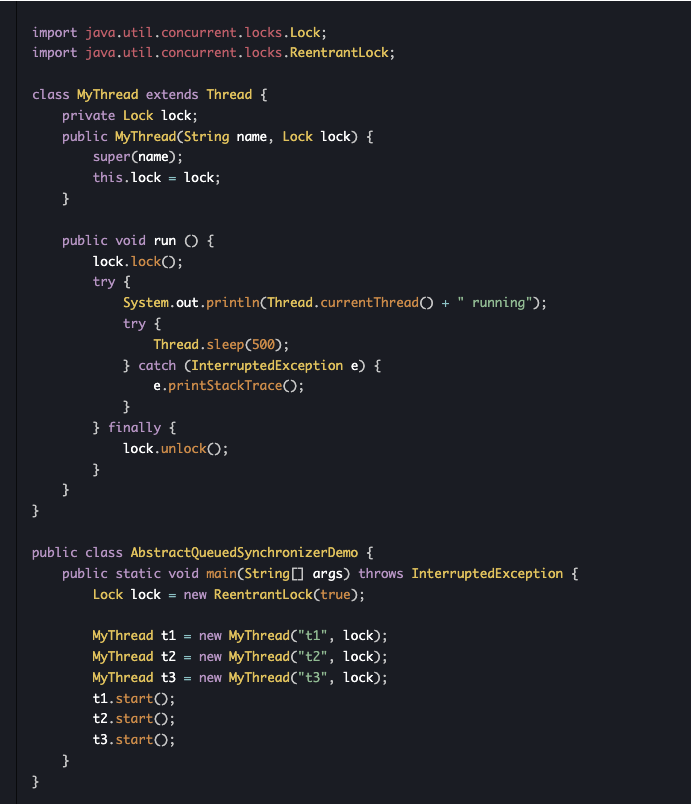 import java.util.concurrent.locks.Lock;
import java.util.concurrent.locks.ReentrantLock;
class MyThread extends Thread {
    private Lock lock;
    public MyThread(String name, Lock lock) {
        super(name);
        this.lock = lock;
    }
    public void run () {
        lock.lock();
        try {
            System.out.println(Thread.currentThread() + " running");
            try {
                Thread.sleep(500);
            } catch (InterruptedException e) {
                e.printStackTrace();
            }
        } finally {
            lock.unlock();
        }
    }
}
public class AbstractQueuedSynchronizerDemo {
    public static void main(String[] args) throws InterruptedException {
        Lock lock = new ReentrantLock(true);
        MyThread t1 = new MyThread("t1", lock);
        MyThread t2 = new MyThread("t2", lock);
        MyThread t3 = new MyThread("t3", lock);
        t1.start();
        t2.start();
        t3.start();
    }
}